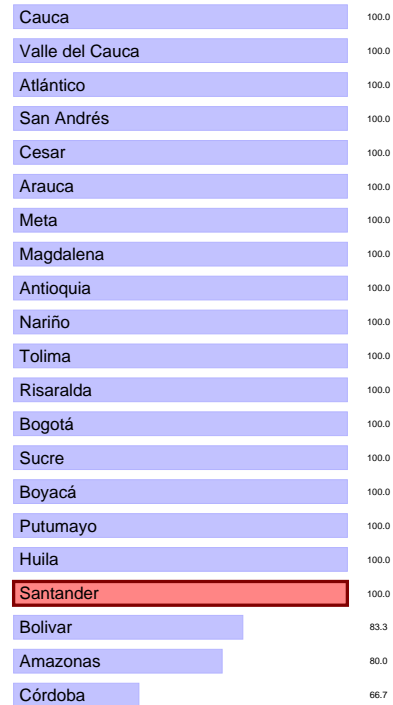 Cauca 100.0
Valle del Cauca 100.0
Atlántico 100.0
San Andrés 100.0
Cesar 100.0
Arauca 100.0
Meta 100.0
Magdalena 100.0
Antioquia 100.0
Nariño 100.0
Tolima 100.0
Risaralda 100.0
Bogotá 100.0
Sucre 100.0
Boyacá 100.0
Putumayo 100.0
Huila 100.0
Santander 100.0
Bolivar 83.3
Amazonas 80.0
Córdoba 66.7